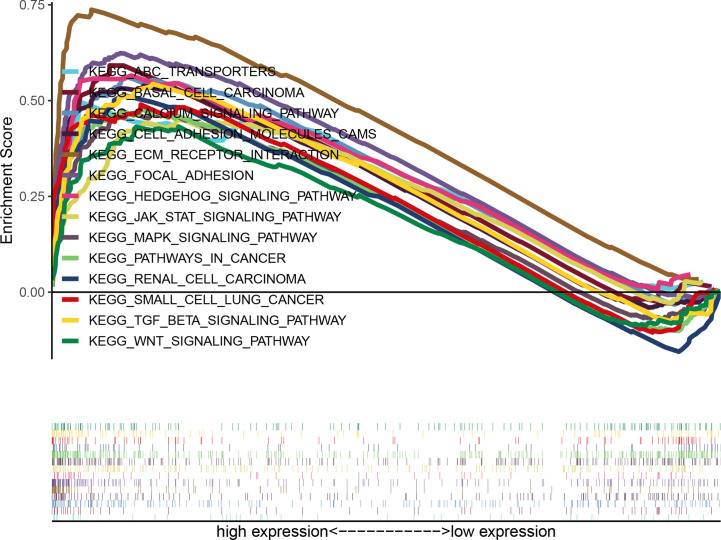 0.75
KEGG_ABC_TRANSPORTERS
KEGG_BASAL_CELL_CARCINOMA
0.50
KEGG_CALCIUM_SIGNALING_PATHWAY
KEGG_CELL_ADHESION_MOLECULES_CAMS
KEGG_ECM_RECEPTOR_INTERACTION
KEGG_FOCAL_ADHESION
Enrichment Score
0.25
KEGG_HEDGEHOG_SIGNALING_PATHWAY
KEGG_JAK_STAT_SIGNALING_PATHWAY
KEGG_MAPK_SIGNALING_PATHWAY
KEGG_PATHWAYS_IN_CANCER
KEGG_RENAL_CELL_CARCINOMA
0.00
KEGG_SMALL_CELL_LUNG_CANCER
KEGG_TGF_BETA_SIGNALING_PATHWAY
KEGG_WNT_SIGNALING_PATHWAY
high expression<----------->low expression